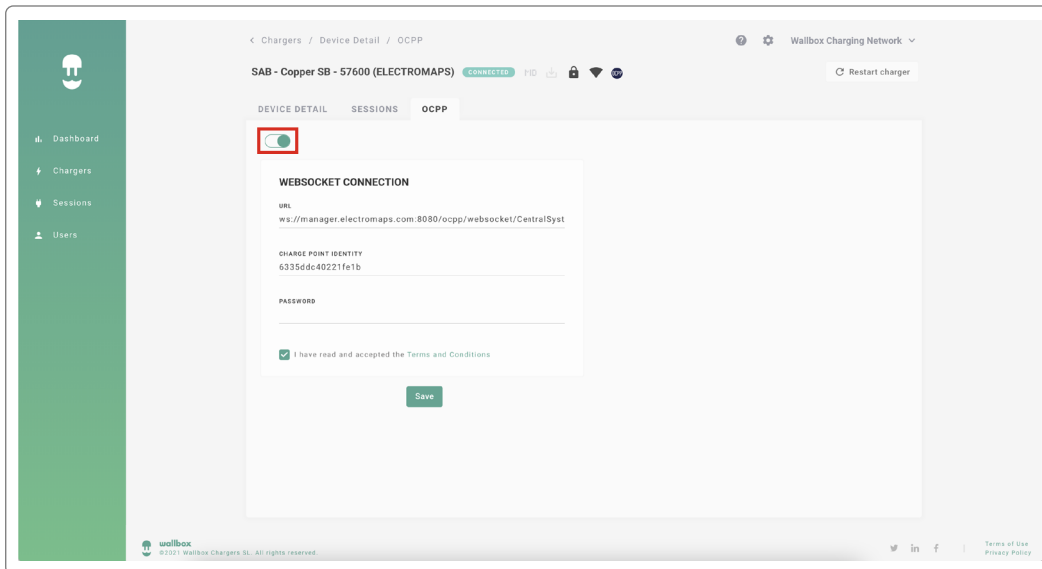 < Chargers / Device Detail / OCPP
Wallbox Charging Network
SAB - Copper SB - 57600 (ELECTROMAPS) CONNECTED MID OCPP
Restart charger
DEVICE DETAIL SESSIONS OCPP
Dashboard
Chargers
Sessions
Users
WEBSOCKET CONNECTION
URL
ws://manager.electromaps.com:8080/ocpp/websocket/CentralSyst
CHARGE POINT IDENTITY
6335ddc40221fe1b
PASSWORD
I have read and accepted the Terms and Conditions
Save
wallbox
©2021 Wallbox Chargers SL. All rights reserved.
Terms of Use
Privacy Policy